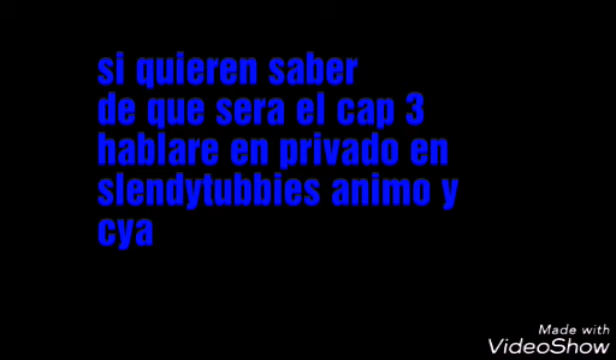 si quieren saber
de que sera el cap 3
hablare en privado en
slendytubbies animo y
cya
Made with
VideoShow